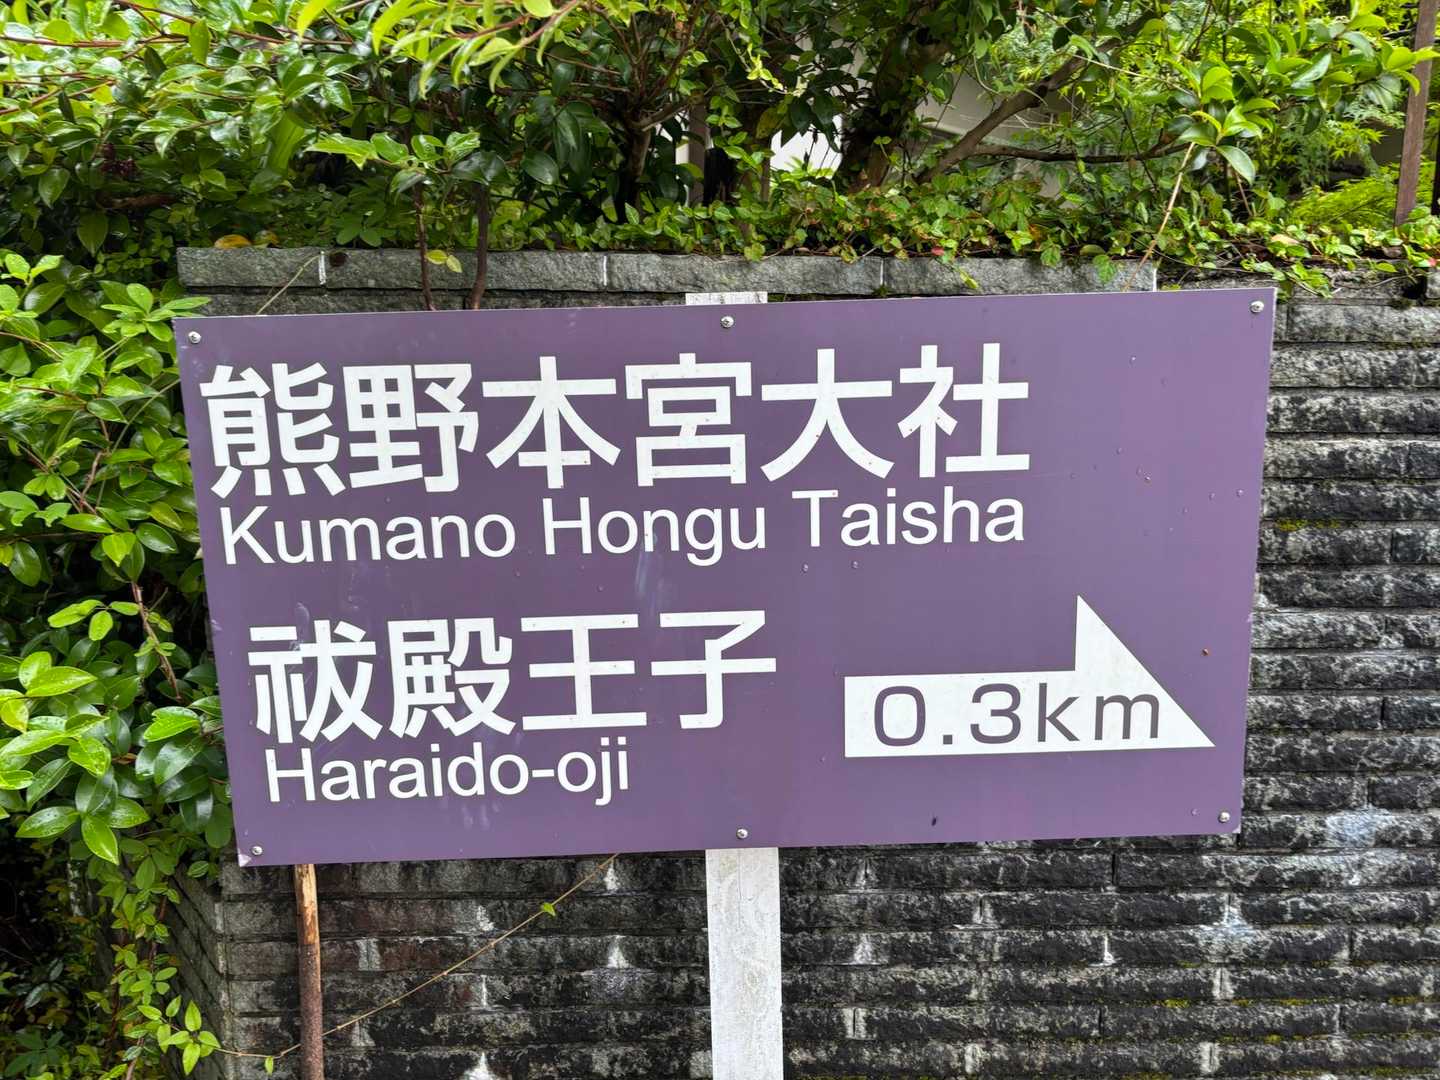 熊野本宮大社
Kumano Hongu Taisha
祓殿王子
Haraido-oji
0.3km